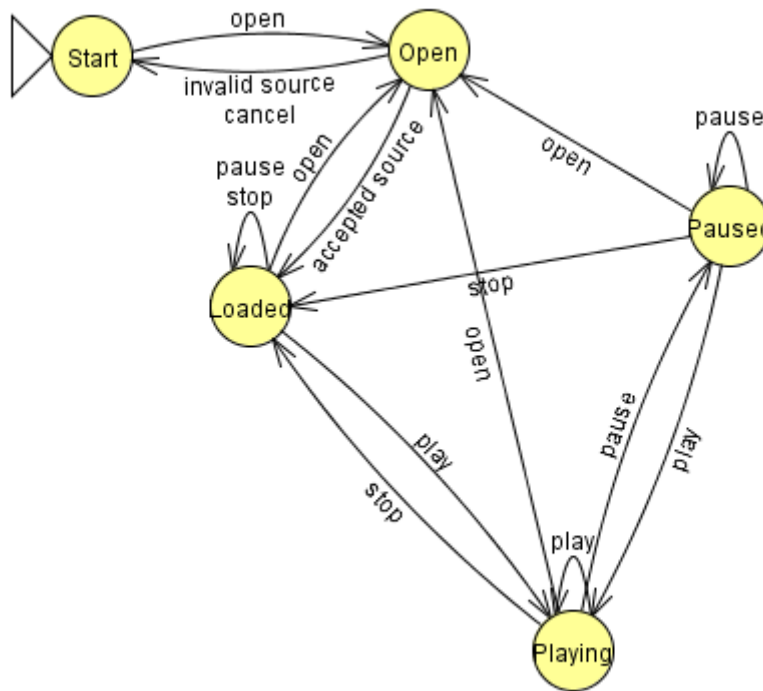 open
Start
Open
invalid source
cancel
pause
open
pause
stop
open
accepted source
Paused
stop
Loaded
open
pause
play
play
stop
play
Playing